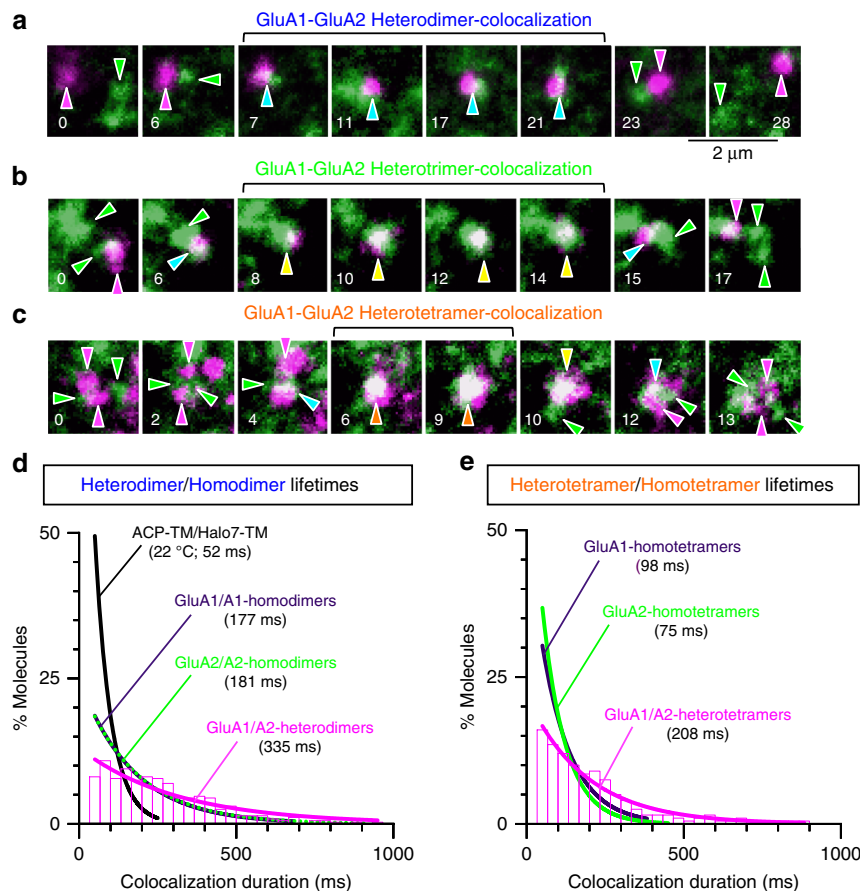 a
GluA1-GluA2 Heterodimer-colocalization
0
6
7
11
17
21
23
28
2 μm
b
GluA1-GluA2 Heterotrimer-colocalization
0
6
8
10
12
14
15
17
c
GluA1-GluA2 Heterotetramer-colocalization
0
2
4
6
9
10
12
13
d
Heterodimer/Homodimer lifetimes
50
25
0
% Molecules
ACP-TM/Halo7-TM
(22 °C; 52 ms)
GluA1/A1-homodimers
(177 ms)
GluA2/A2-homodimers
(181 ms)
GluA1/A2-heterodimers
(335 ms)
0
500
1000
Colocalization duration (ms)
e
Heterotetramer/Homotetramer lifetimes
50
25
0
% Molecules
GluA1-homotetramers
(98 ms)
GluA2-homotetramers
(75 ms)
GluA1/A2-heterotetramers
(208 ms)
0
500
1000
Colocalization duration (ms)